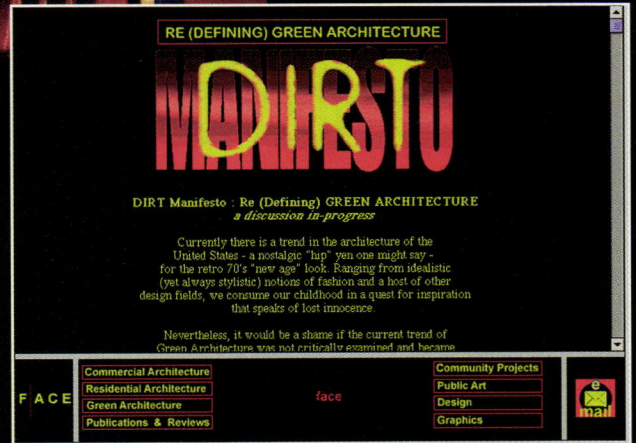 RE (DEFINING) GREEN ARCHITECTURE
MANIFESTO
DIRT
DIRT Manifesto : Re (Defining) GREEN ARCHITECTURE
a discussion in-progress
Currently there is a trend in the architecture of the
United States - a nostalgic "hip" yen one might say -
for the retro 70's "new age" look. Ranging from idealistic
(yet always stylistic) notions of fashion and a host of other
design fields, we consume our childhood in a quest for inspiration
that speaks of lost innocence.
Nevertheless, it would be a shame if the current trend of
Green Architecture was not critically examined and became
FACE
Commercial Architecture
Residential Architecture
Green Architecture
Publications & Reviews
face
Community Projects
Public Art
Design
Graphics
e
mail